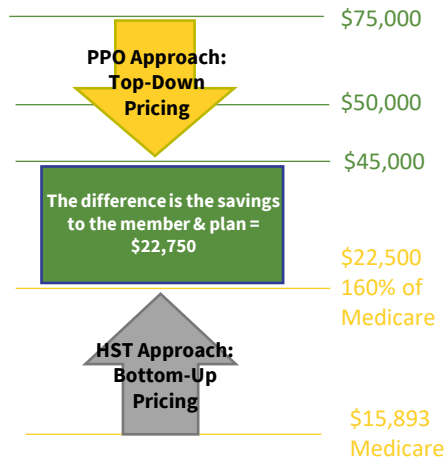 $75,000
PPO Approach:
Top-Down
Pricing
$50,000
$45,000
The difference is the savings
to the member & plan =
$22,750
$22,500
160% of
Medicare
HST Approach:
Bottom-Up
Pricing
$15,893
Medicare